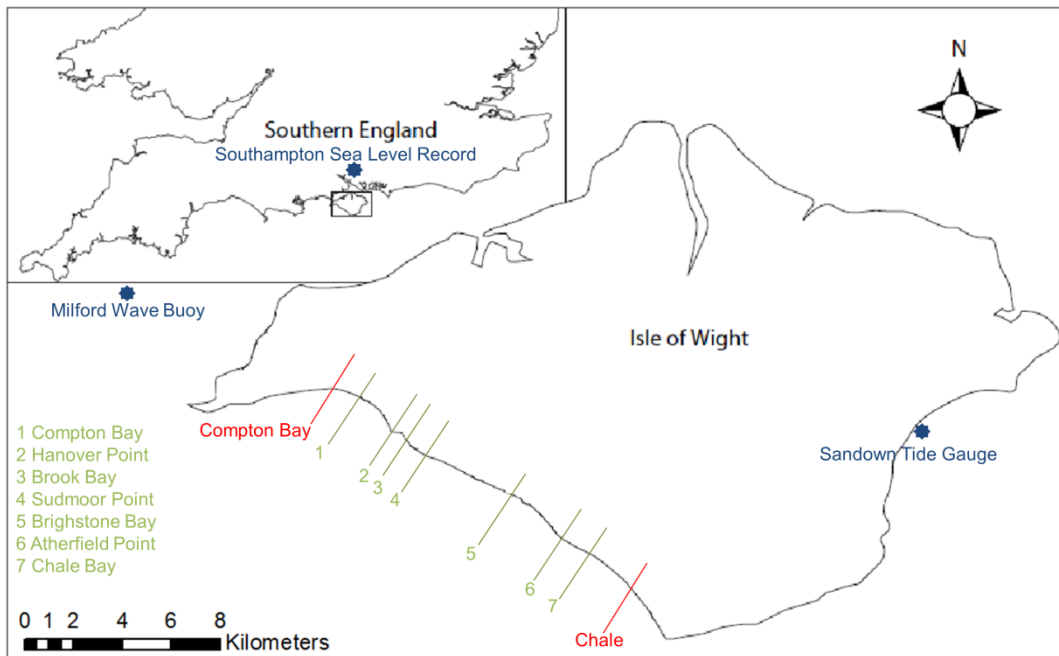 N
Southern England
Southampton Sea Level Record
Milford Wave Buoy
Isle of Wight
Compton Bay
Sandown Tide Gauge
1 Compton Bay
2 Hanover Point
3 Brook Bay
4 Sudmoor Point
5 Brighstone Bay
6 Atherfield Point
7 Chale Bay
1
2
3
4
5
6
7
Chale
0 1 2 4 6 8
Kilometers